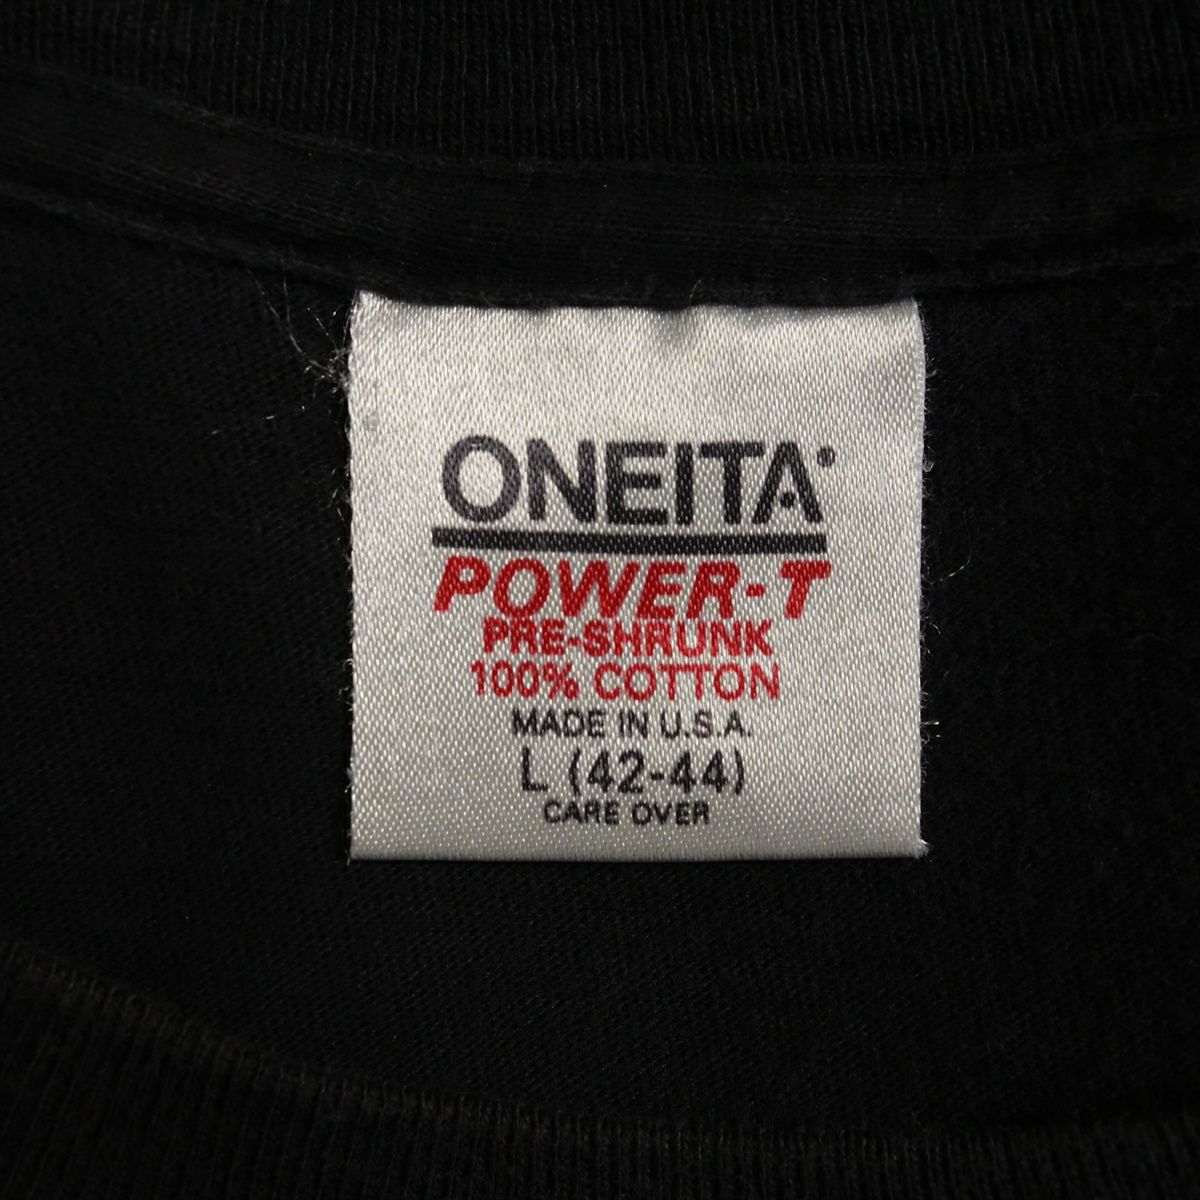 ONEITA
POWER-T
PRE-SHRUNK
100% COTTON
MADE IN U.S.A.
L (42-44)
CARE OVER